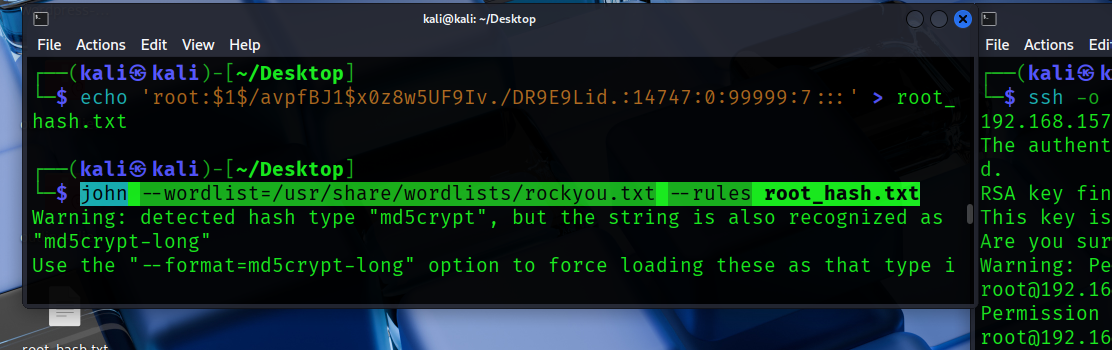 kali@kali: ~/Desktop
File Actions Edit View Help
┌──(kali㉿kali)-[~/Desktop]
└─$ echo 'root:$1$/avpfBJ1$x0z8w5UF9Iv./DR9E9Lid.:14747:0:99999:7:::' > root_
hash.txt
┌──(kali㉿kali)-[~/Desktop]
└─$ john --wordlist=/usr/share/wordlists/rockyou.txt --rules root_hash.txt
Warning: detected hash type "md5crypt", but the string is also recognized as
"md5crypt-long"
Use the "--format=md5crypt-long" option to force loading these as that type i
root_hash.txt
File Actions Edi
┌──(kali
└─$ ssh -o
192.168.157
The authent
d.
RSA key fin
This key is
Are you sur
Warning: Pe
root@192.16
Permission
root@192.16